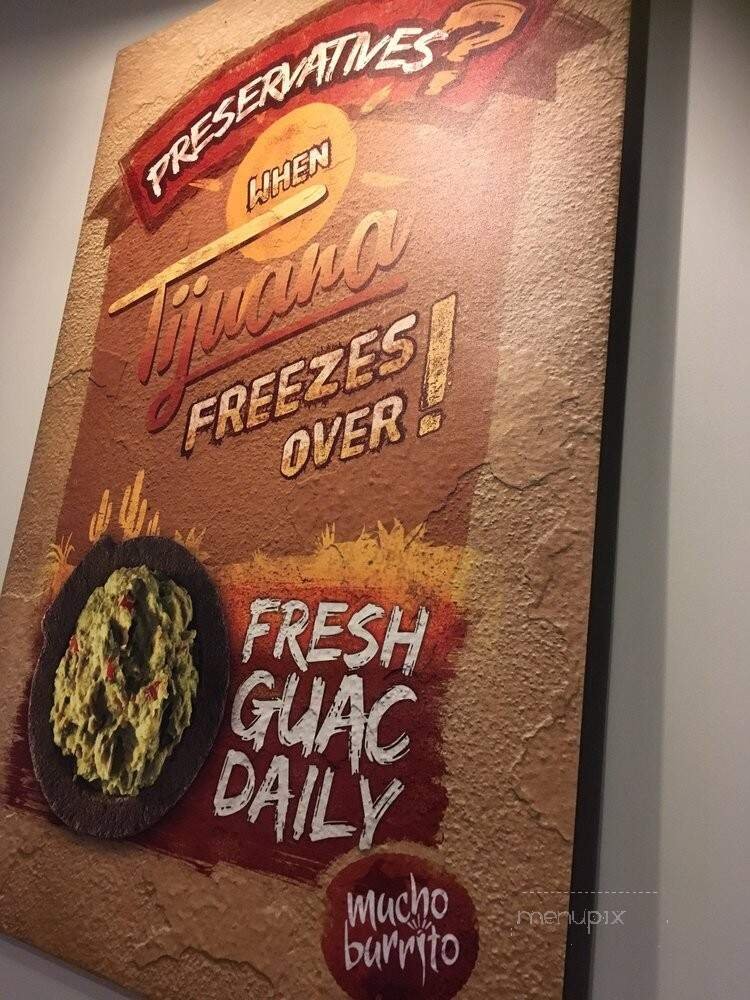 PRESERVATIVES?
WHEN
Tijuana
FREEZES
OVER!
FRESH
GUAC
DAILY
mucho
burrito
menupix